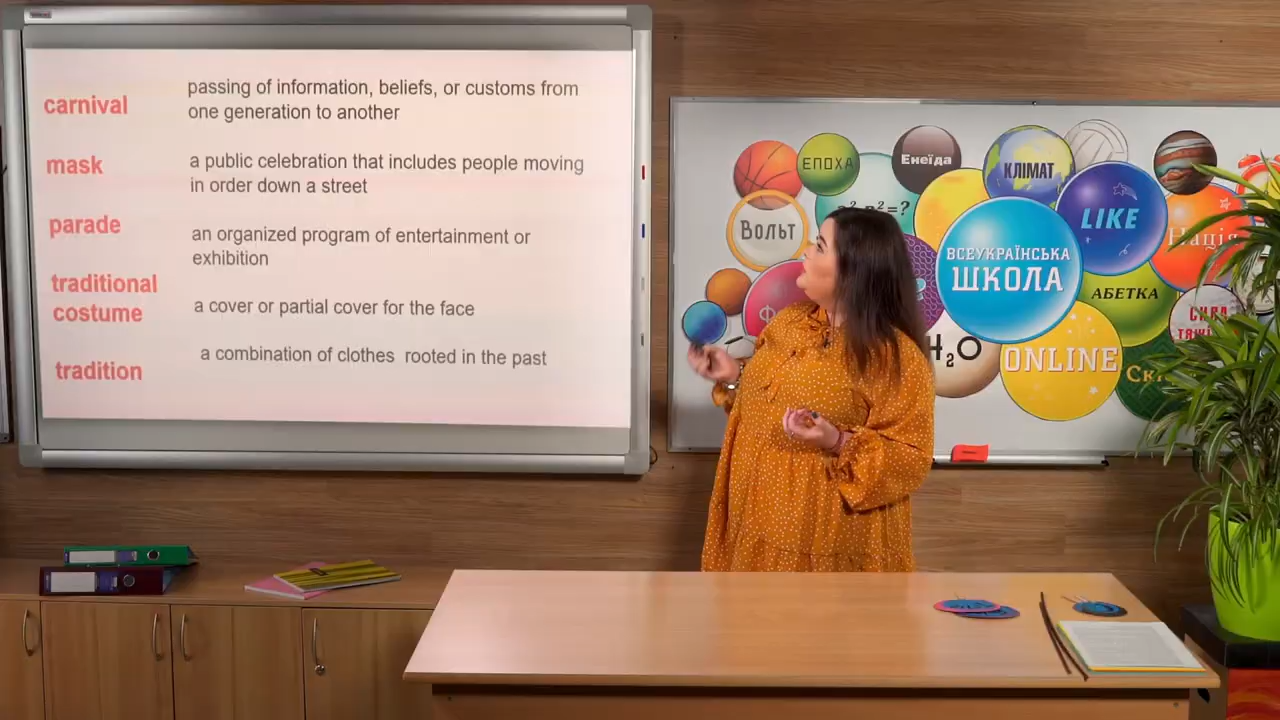 carnival
passing of information, beliefs, or customs from
one generation to another
mask
a public celebration that includes people moving
in order down a street
parade
an organized program of entertainment or
exhibition
traditional
costume
a cover or partial cover for the face
tradition
a combination of clothes rooted in the past
ЕПОХА
Енеїда
КЛІМАТ
=?
Вольт
LIKE
Нація
ВСЕУКРАЇНСЬКА
ШКОЛА
АБЕТКА
СИЛА
H₂O
ONLINE